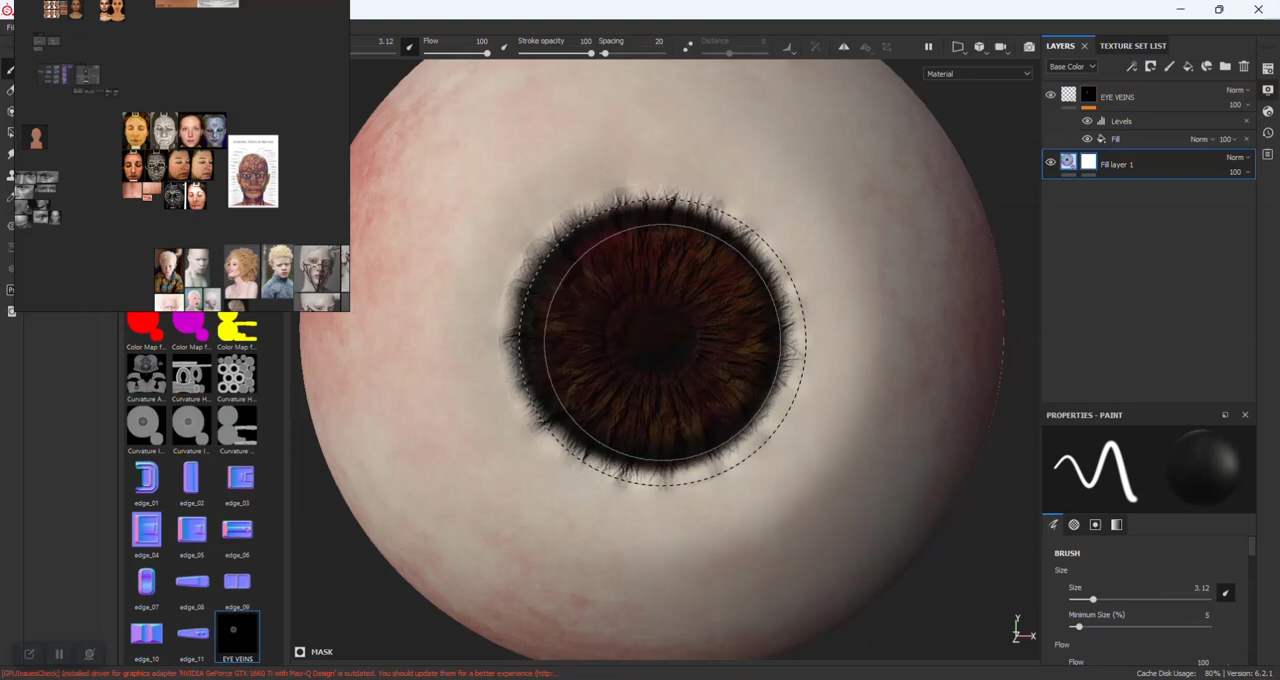 Fi
3.12
Flow
100
Stroke opacity
100
Spacing
20
Distance
8
Material
LAYERS
TEXTURE SET LIST
Base Color
EYE VEINS
Norm
100
Levels
Fill
Norm
100
Fill layer 1
Norm
100
Color Map f...
Color Map f...
Color Map f...
Curvature A...
Curvature H...
Curvature H...
Curvature I...
Curvature I...
Curvature ...
edge_01
edge_02
edge_03
edge_04
edge_05
edge_06
edge_07
edge_08
edge_09
edge_10
edge_11
EYE VEINS
MASK
Y
X
Z
PROPERTIES - PAINT
BRUSH
Size
Size
3.12
Minimum Size (%)
5
Flow
Flow
100
[GPUIssuesCheck] Installed driver for graphics adapter 'NVIDIA GeForce GTX 1660 Ti with Max-Q Design' is outdated. You should update them for a better experience (http:...
Cache Disk Usage: 80% | Version: 6.2.1